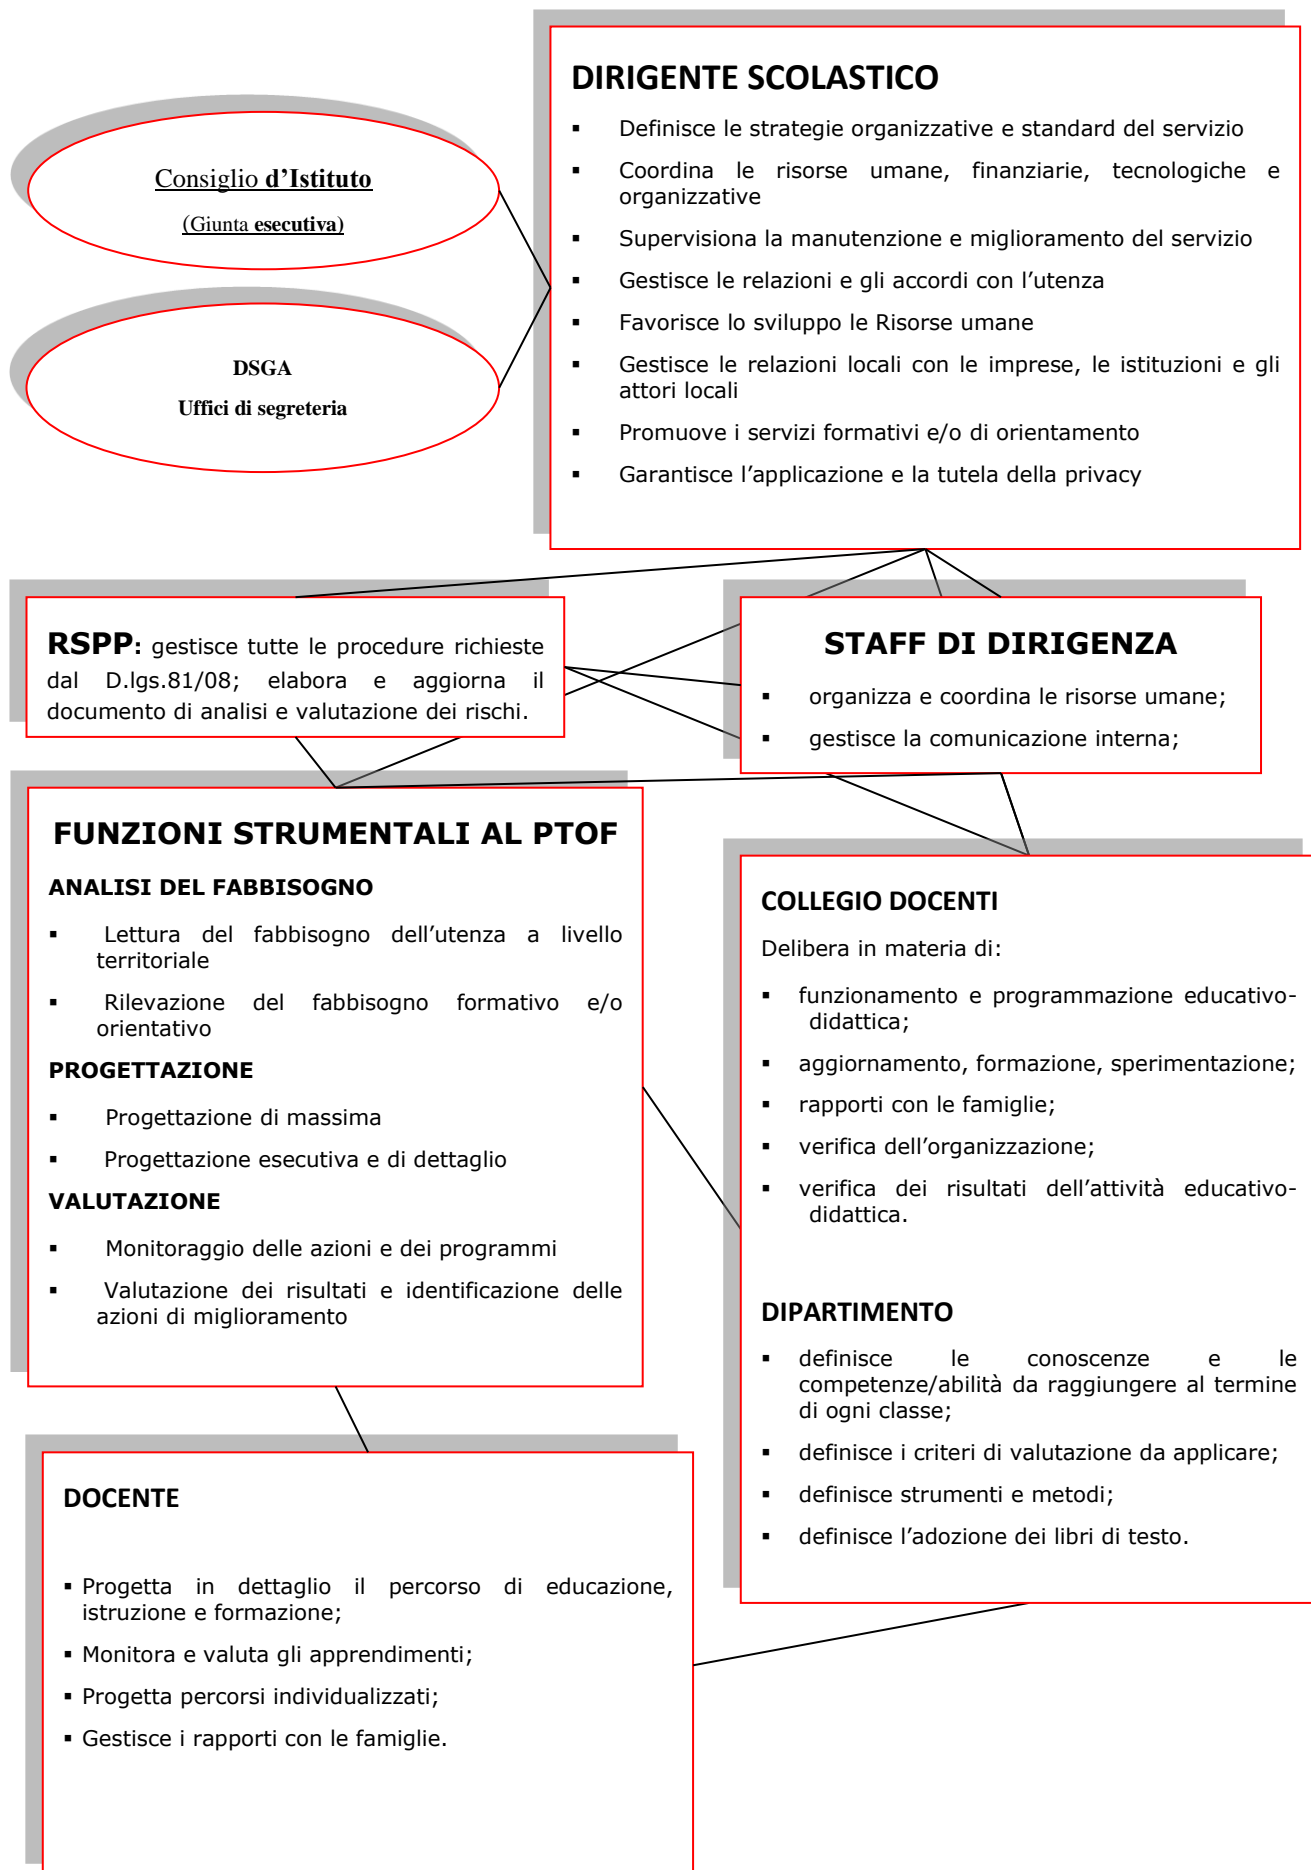 Consiglio d'Istituto
(Giunta esecutiva)
DSGA
Uffici di segreteria
DIRIGENTE SCOLASTICO
▪ Definisce le strategie organizzative e standard del servizio
▪ Coordina le risorse umane, finanziarie, tecnologiche e
organizzative
▪ Supervisiona la manutenzione e miglioramento del servizio
▪ Gestisce le relazioni e gli accordi con l'utenza
▪ Favorisce lo sviluppo le Risorse umane
▪ Gestisce le relazioni locali con le imprese, le istituzioni e gli
attori locali
▪ Promuove i servizi formativi e/o di orientamento
▪ Garantisce l'applicazione e la tutela della privacy
RSPP: gestisce tutte le procedure richieste
dal D.lgs.81/08; elabora e aggiorna il
documento di analisi e valutazione dei rischi.
STAFF DI DIRIGENZA
▪ organizza e coordina le risorse umane;
▪ gestisce la comunicazione interna;
FUNZIONI STRUMENTALI AL PTOF
ANALISI DEL FABBISOGNO
▪ Lettura del fabbisogno dell'utenza a livello
territoriale
▪ Rilevazione del fabbisogno formativo e/o
orientativo
PROGETTAZIONE
▪ Progettazione di massima
▪ Progettazione esecutiva e di dettaglio
VALUTAZIONE
▪ Monitoraggio delle azioni e dei programmi
▪ Valutazione dei risultati e identificazione delle
azioni di miglioramento
COLLEGIO DOCENTI
Delibera in materia di:
▪ funzionamento e programmazione educativo-
didattica;
▪ aggiornamento, formazione, sperimentazione;
▪ rapporti con le famiglie;
▪ verifica dell'organizzazione;
▪ verifica dei risultati dell'attività educativo-
didattica.
DIPARTIMENTO
▪ definisce le conoscenze e le
competenze/abilità da raggiungere al termine
di ogni classe;
▪ definisce i criteri di valutazione da applicare;
▪ definisce strumenti e metodi;
▪ definisce l'adozione dei libri di testo.
DOCENTE
▪ Progetta in dettaglio il percorso di educazione,
istruzione e formazione;
▪ Monitora e valuta gli apprendimenti;
▪ Progetta percorsi individualizzati;
▪ Gestisce i rapporti con le famiglie.